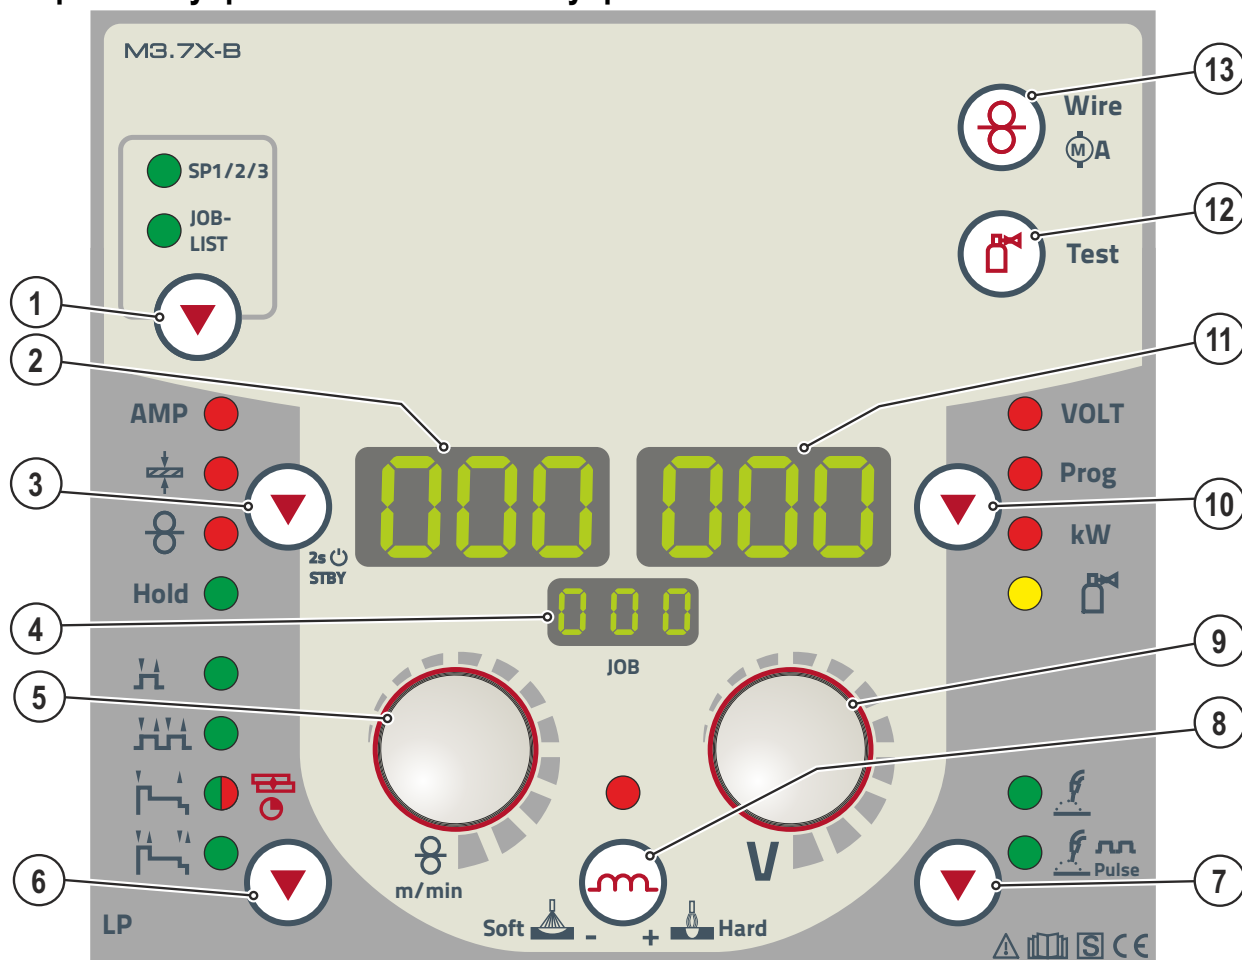 M3.7X-B
13
Wire
M A
SP1/2/3
JOB-
LIST
12
Test
1
2
11
AMP
VOLT
3
Prog
10
kW
2s
STBY
Hold
000
000
4
000
JOB
9
5
8
6
m/min
V
Pulse
7
Soft
-
+
Hard
LP
S CE